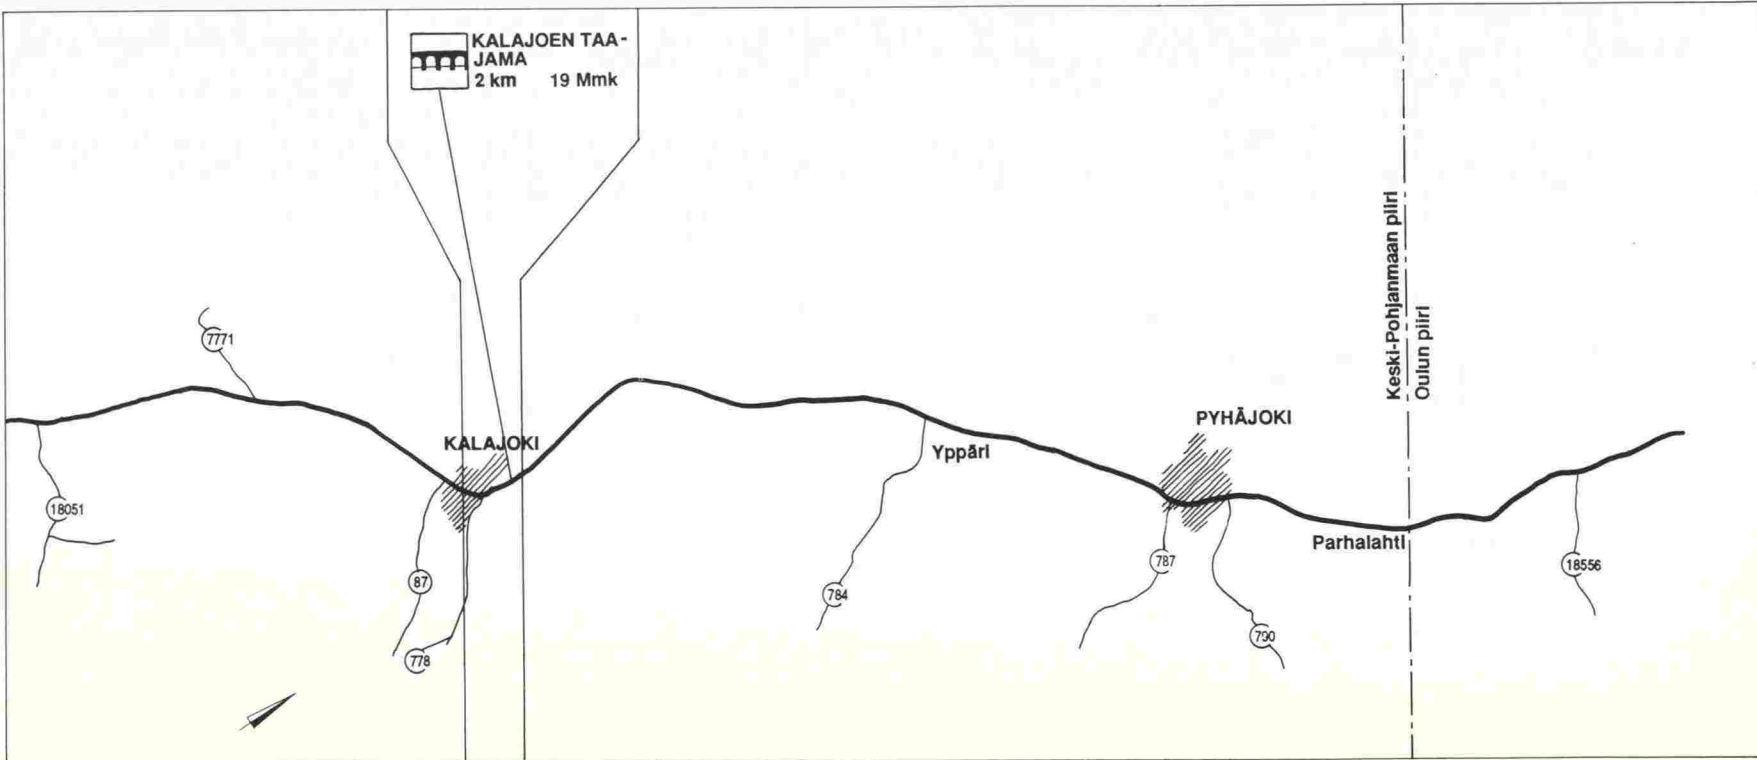 KALAJOEN TAA-
JAMA
2 km 19 Mmk
Keski-Pohjanmaan piiri
Oulun piiri
7771
KALAJOKI
PYHÄJOKI
Yppäri
18051
Parhalahti
787
18556
87
784
790
778